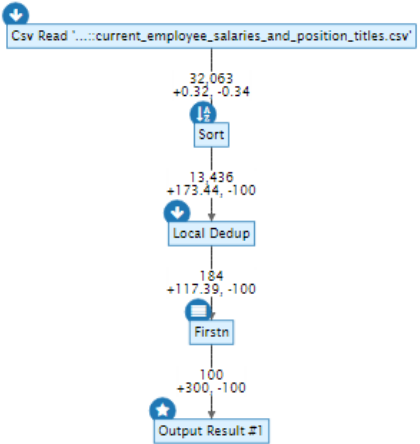 Csv Read '...::current_employee_salaries_and_position_titles.csv'
32,063
+0.32, -0.34
A
Z
Sort
13,436
+173.44, -100
Local Dedup
184
+117.39, -100
Firstn
100
+300, -100
Output Result #1